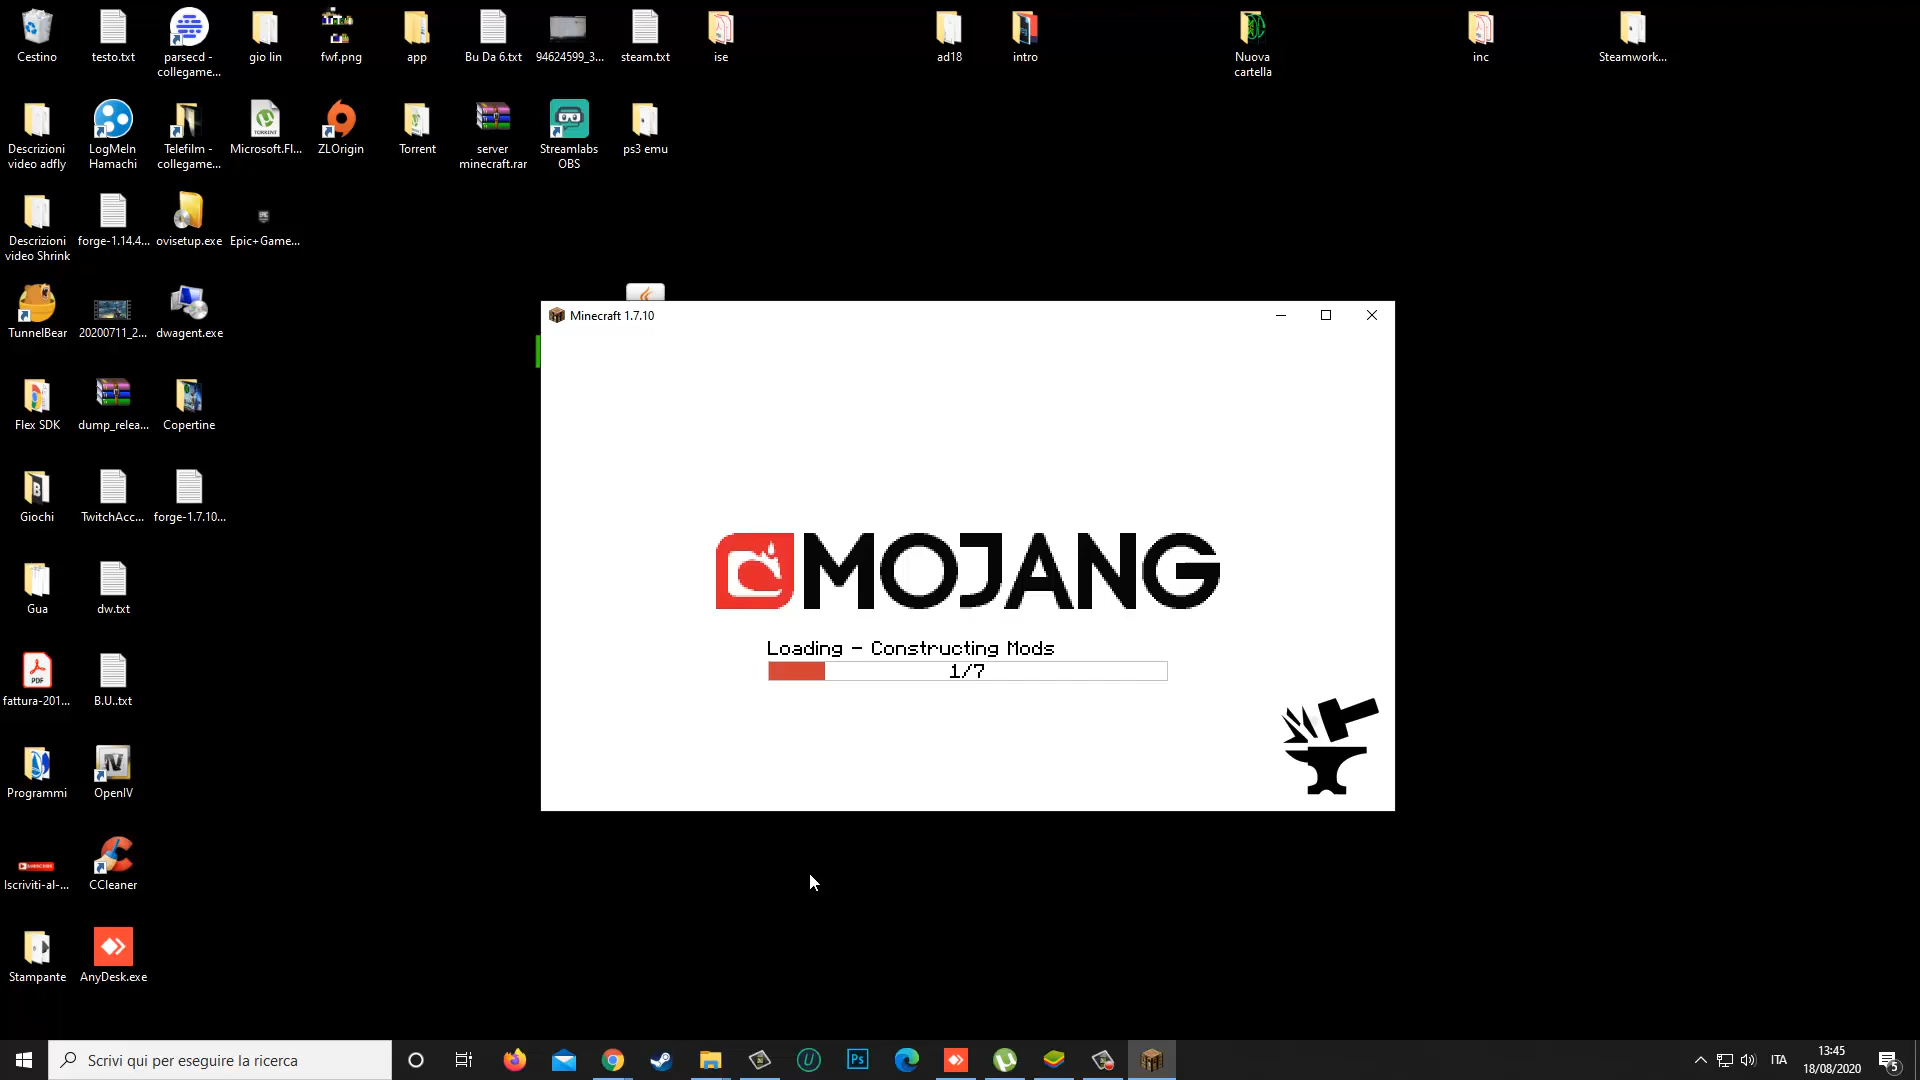 Cestino
testo.txt
parsecd -
collegame...
gio lin
fwf.png
app
Bu Da 6.txt
94624599_3...
steam.txt
ise
ad18
intro
Nuova
cartella
inc
Steamwork...
Descrizioni
video adfly
LogMeIn
Hamachi
Telefilm -
collegame...
Microsoft.Fl...
ZLOrigin
Torrent
server
minecraft.rar
Streamlabs
OBS
ps3 emu
Descrizioni
video Shrink
forge-1.14.4...
ovisetup.exe
Epic+Game...
TunnelBear
20200711_2...
dwagent.exe
Flex SDK
dump_relea...
Copertine
Giochi
TwitchAcc...
forge-1.7.10...
Gua
dw.txt
fattura-201...
B.U..txt
Programmi
OpenIV
Iscriviti-al-...
CCleaner
Stampante
AnyDesk.exe
Minecraft 1.7.10
MOJANG
Loading - Constructing Mods
1/7
Scrivi qui per eseguire la ricerca
Ps
ITA
13:45
18/08/2020
5